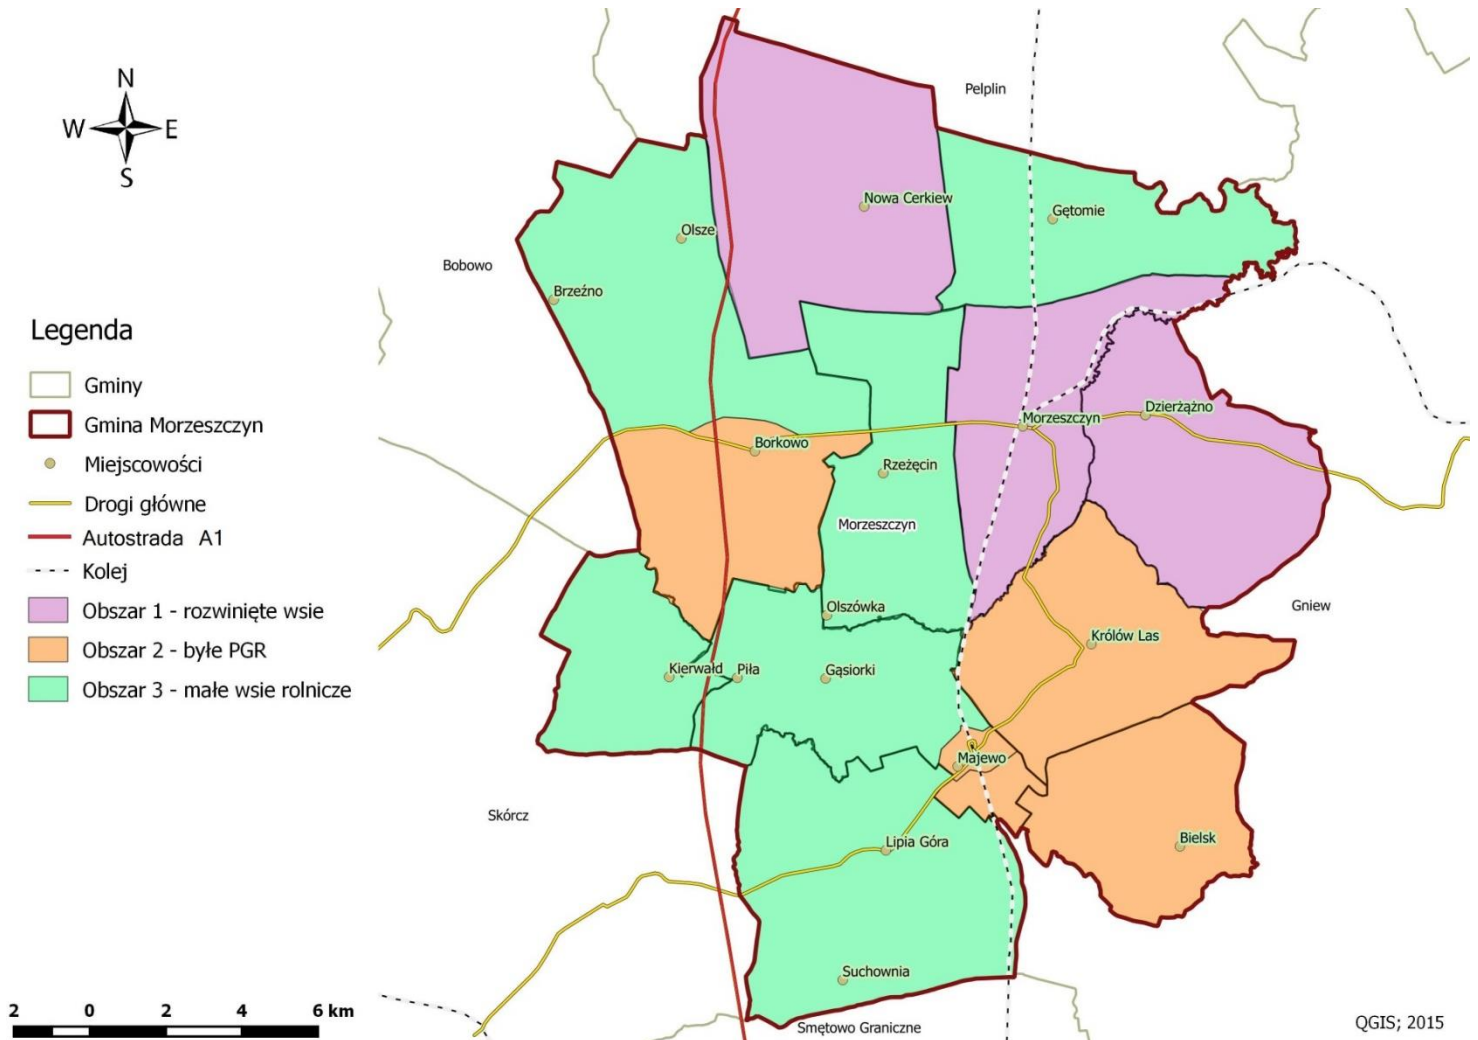 N
W E
S
Pelplin
Nowa Cerkiew
Gętomie
Olsze
Bobowo
Brzeźno
Legenda
Gminy
Gmina Morzeszczyn
Miejscowości
Drogi główne
Autostrada A1
Kolej
Obszar 1 - rozwinięte wsie
Obszar 2 - byłe PGR
Obszar 3 - małe wsie rolnicze
Dzierżążno
Morzeszczyn
Borkowo
Rzeżęcin
Morzeszczyn
Olszówka
Gniew
Królów Las
Kierwałd
Piła
Gąsiorki
Majewo
Skórcz
Lipia Góra
Bielsk
Suchownia
Smętowo Graniczne
2 0 2 4 6 km
QGIS; 2015